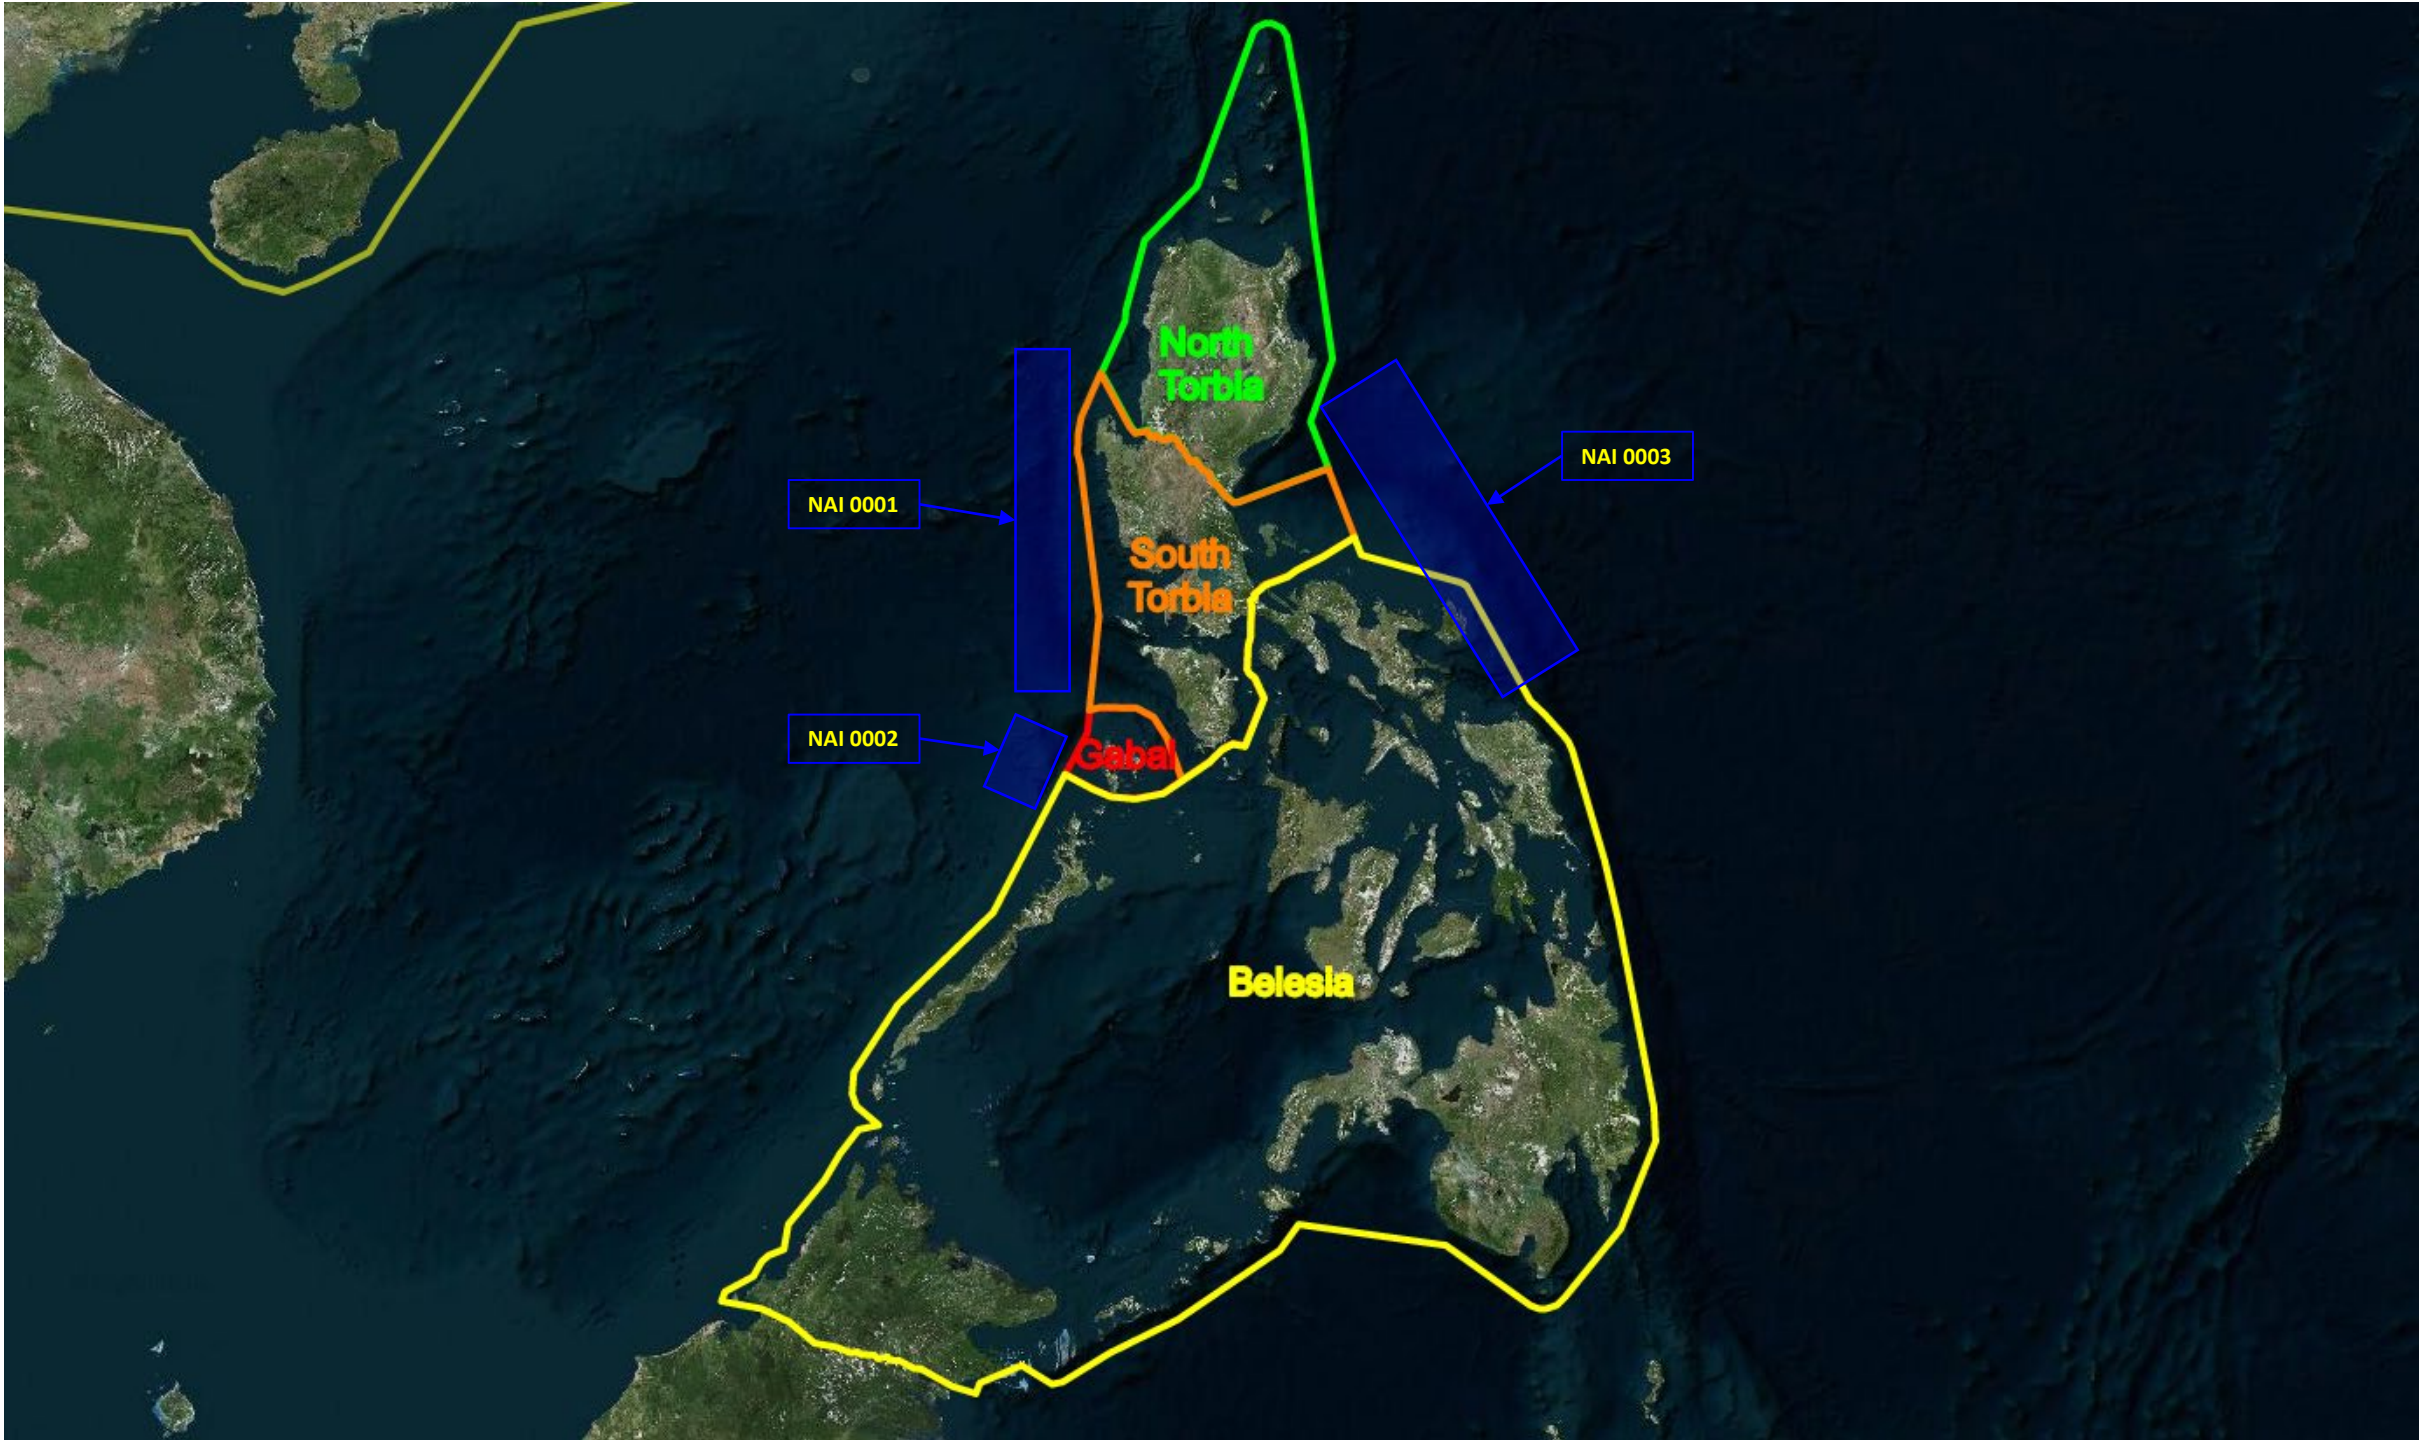 North
Torbia
NAI 0003
NAI 0001
South
Torbia
NAI 0002
Gabal
Belesia